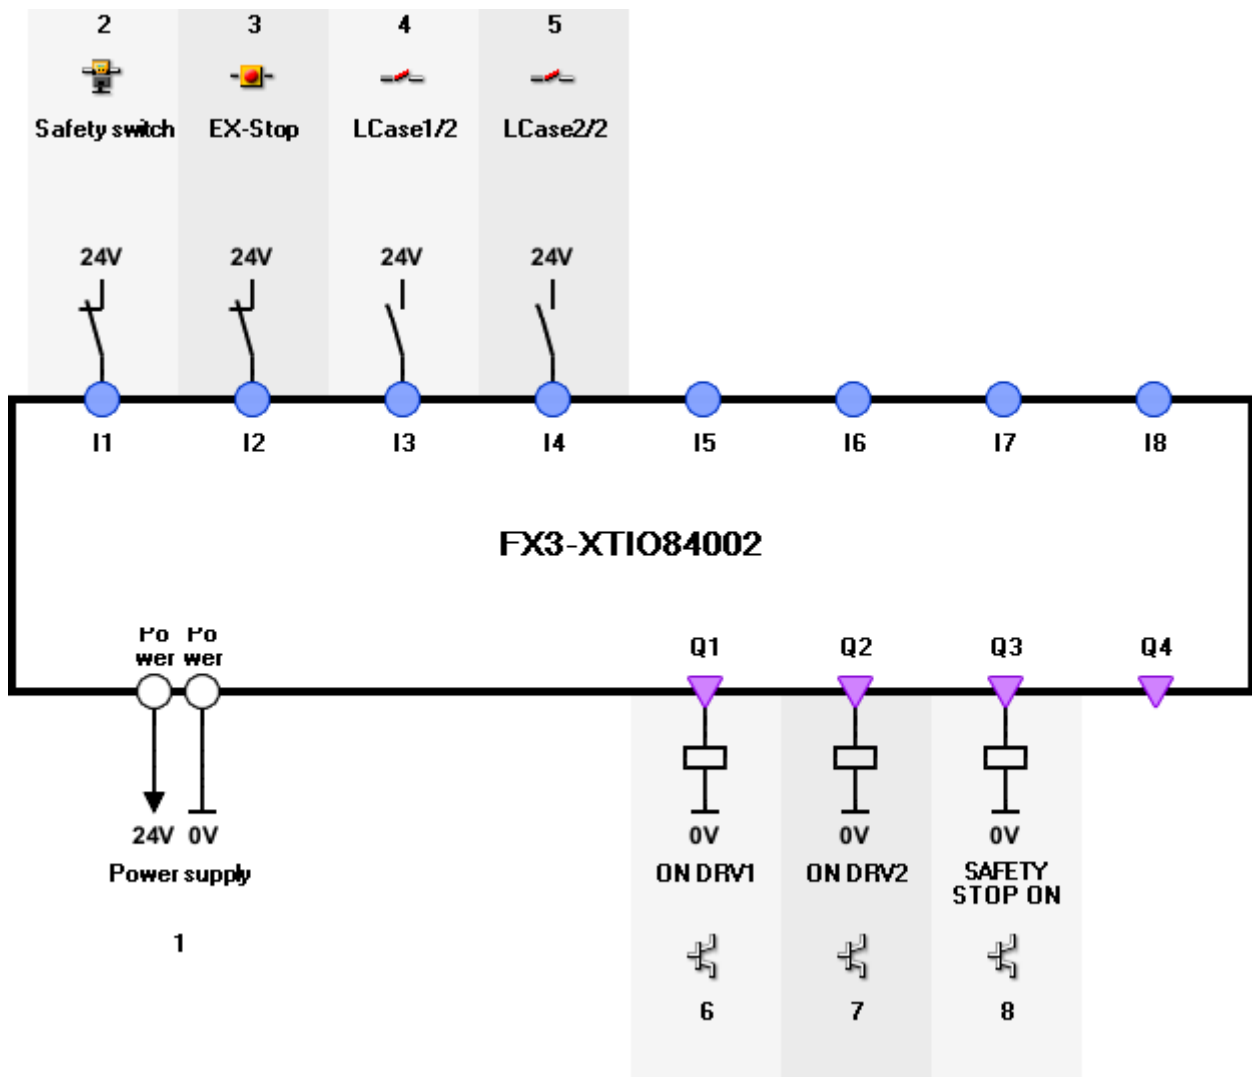 2 3 4 5
Safety switch EX-Stop LCase1/2 LCase2/2
24V 24V 24V 24V
I1 I2 I3 I4 I5 I6 I7 I8
FX3-XTIO84002
Po Po
wer wer
Q1 Q2 Q3 Q4
24V 0V
0V 0V 0V
Power supply
ON DRV1 ON DRV2 SAFETY
STOP ON
1
6 7 8